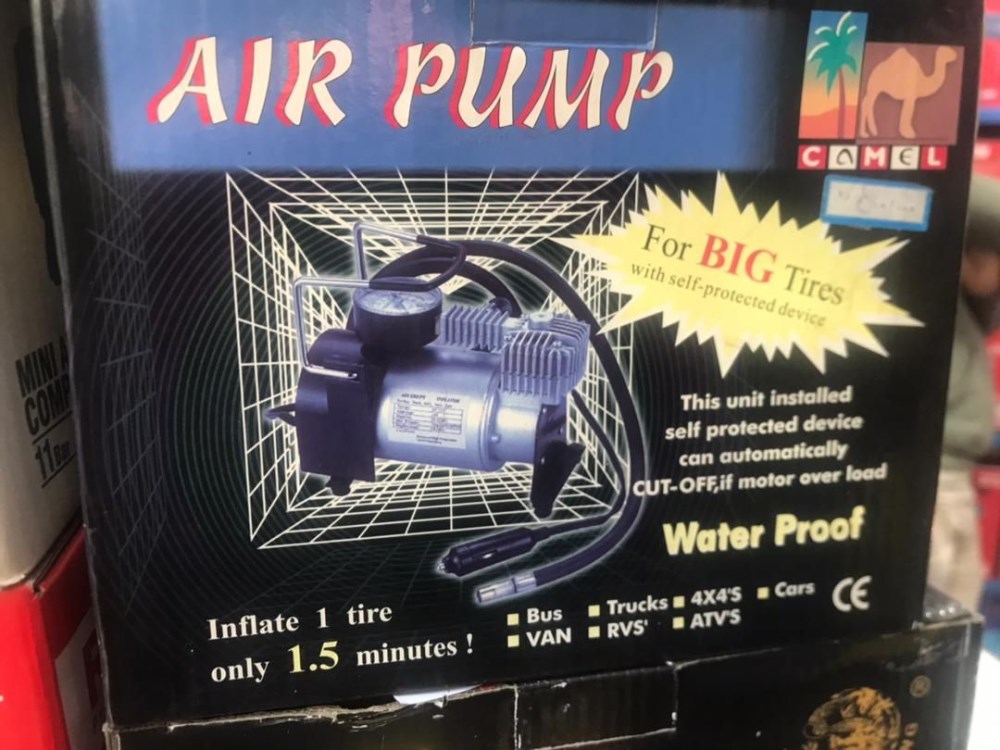 AIR PUMP
CAMEL
For BIG Tires
with self-protected device
This unit installed
self protected device
can automatically
CUT-OFF,if motor over load
Water Proof
Inflate 1 tire
only 1.5 minutes !
Bus
Trucks
4X4'S
Cars
VAN
RVS'
ATV'S
CE
MINI A
COM
11
®